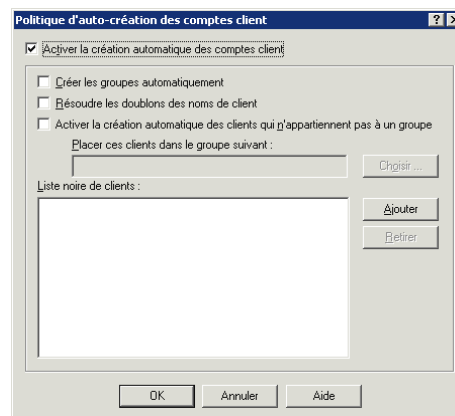 Politique d'auto-création des comptes client
Activer la création automatique des comptes client
Créer les groupes automatiquement
Résoudre les doublons des noms de client
Activer la création automatique des clients qui n'appartiennent pas à un groupe
Placer ces clients dans le groupe suivant :
Choisir ...
Liste noire de clients :
Ajouter
Retirer
OK Annuler Aide